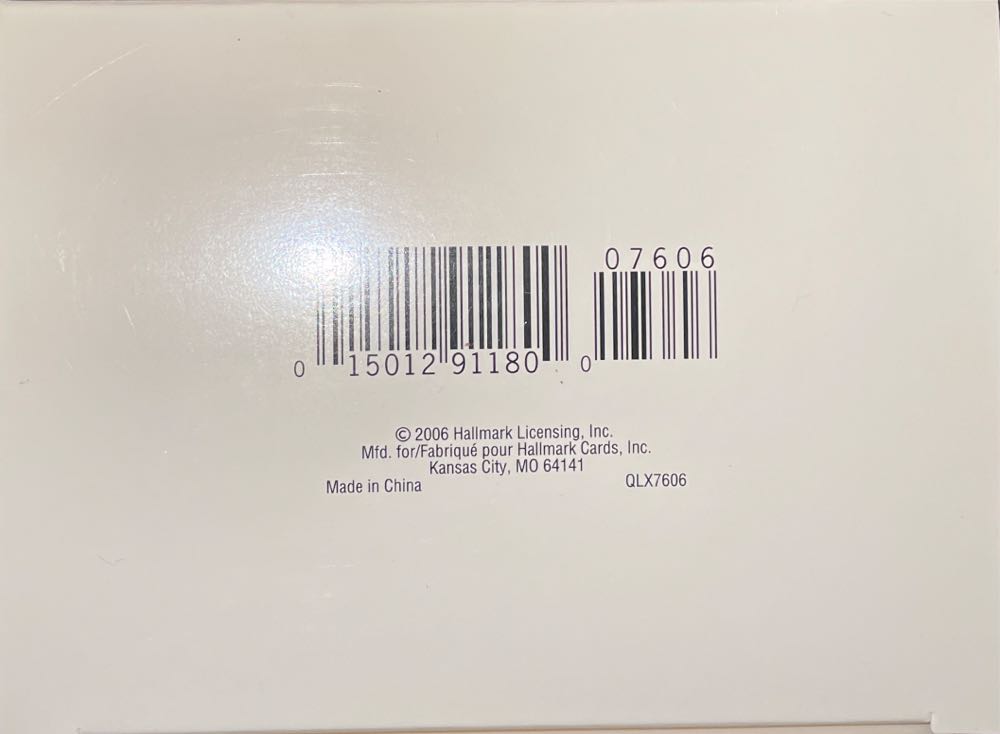 07606
0 15012 91180 0
© 2006 Hallmark Licensing, Inc.
Mfd. for/Fabriqué pour Hallmark Cards, Inc.
Kansas City, MO 64141
Made in China QLX7606